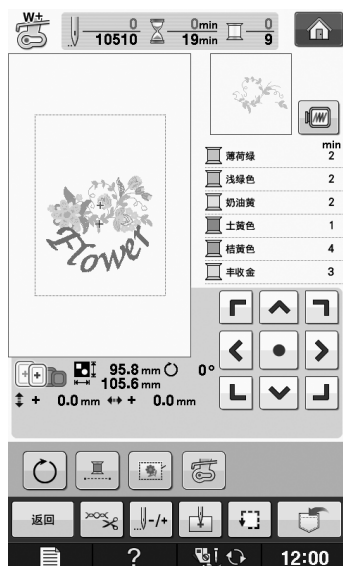 W+
0 0min 0
10510 19min 9
min
薄荷绿 2
浅绿色 2
奶油黄 2
土黄色 1
桔黄色 4
丰收金 3
Flower
95.8 mm 0°
105.6 mm
+ 0.0 mm + 0.0 mm
返回 -/+
? 12:00